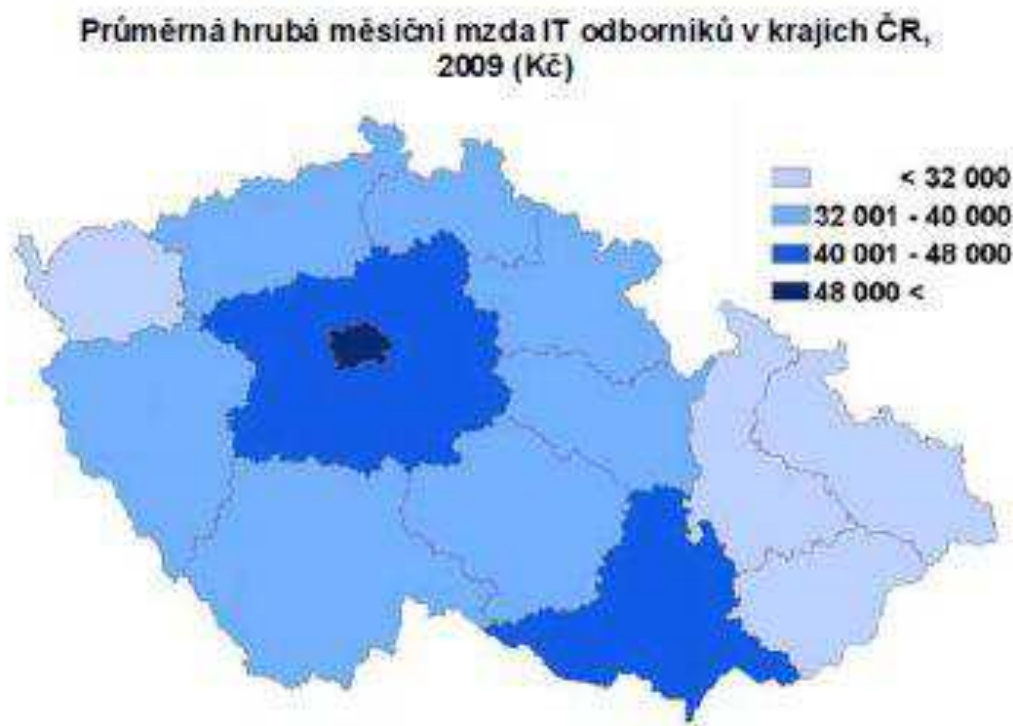 Průměrná hrubá měsíční mzda IT odborníků v krajích ČR,
2009 (Kč)
< 32 000
32 001 - 40 000
40 001 - 48 000
48 000 <